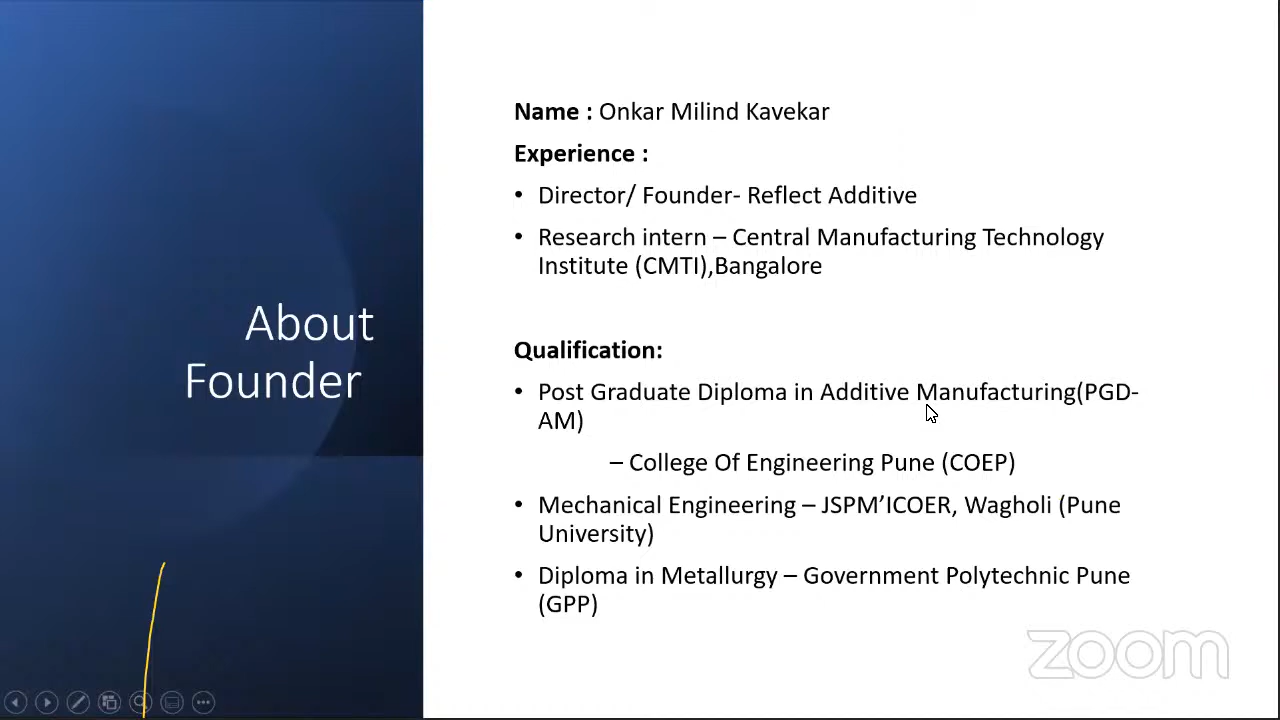 About
Founder
Name : Onkar Milind Kavekar
Experience :
• Director/ Founder- Reflect Additive
• Research intern – Central Manufacturing Technology
Institute (CMTI),Bangalore
Qualification:
• Post Graduate Diploma in Additive Manufacturing(PGD-
AM)
– College Of Engineering Pune (COEP)
• Mechanical Engineering – JSPM’ICOER, Wagholi (Pune
University)
• Diploma in Metallurgy – Government Polytechnic Pune
(GPP)
zoom